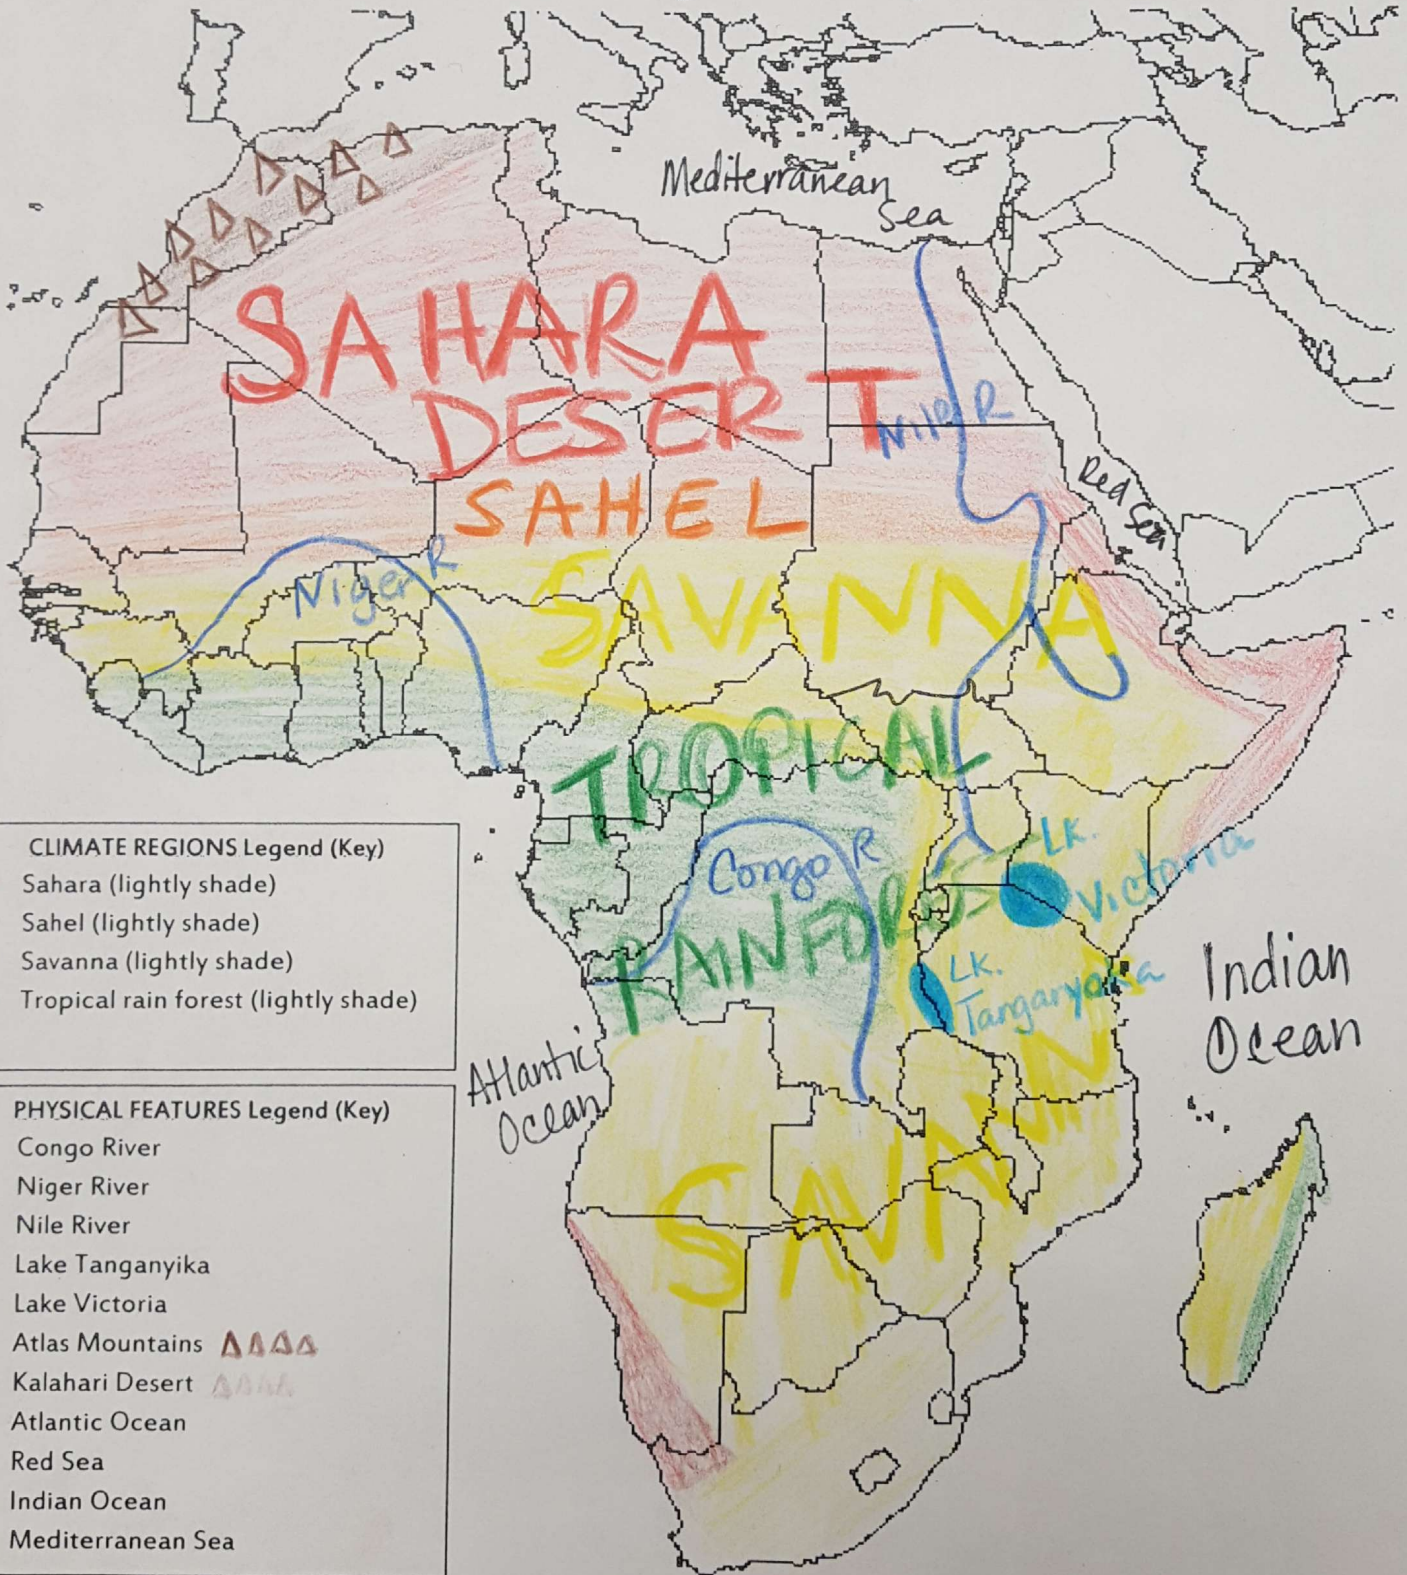 Mediterranean
Sea
SAHARA
DESERT
Nile R
Red Sea
SAHEL
Niger R
SAVANNA
TROPICAL
Congo R
RAINFOREST
Lk.
Victoria
Lk.
Tangaryaka
Indian
Ocean
Atlantic
Ocean
SAVANN
CLIMATE REGIONS Legend (Key)
Sahara (lightly shade)
Sahel (lightly shade)
Savanna (lightly shade)
Tropical rain forest (lightly shade)
PHYSICAL FEATURES Legend (Key)
Congo River
Niger River
Nile River
Lake Tanganyika
Lake Victoria
Atlas Mountains
Kalahari Desert
Atlantic Ocean
Red Sea
Indian Ocean
Mediterranean Sea